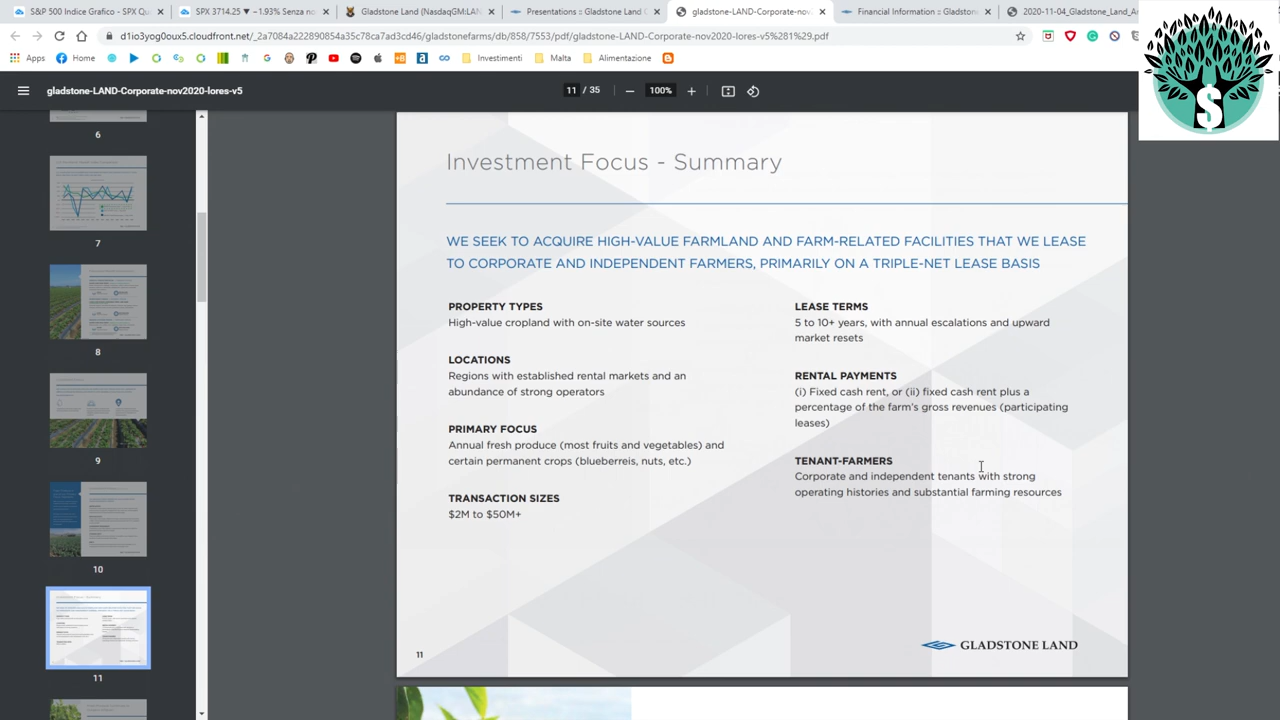 S&P 500 Indice Grafico - SPX Qu
SPX 3714.25 ▼ −1.93% Senza no
Gladstone Land (NasdaqGM:LAN
Presentations :: Gladstone Land C
gladstone-LAND-Corporate-nov
Financial Information :: Gladstone
2020-11-04_Gladstone_Land_A
d1io3yog0oux5.cloudfront.net/_2a7084a222890854a35c78ca7ad3cd46/gladstonefarms/db/858/7553/pdf/gladstone-LAND-Corporate-nov2020-lores-v5%281%29.pdf
Apps
Home
Investimenti
Malta
Alimentazione
gladstone-LAND-Corporate-nov2020-lores-v5
11 / 35
100%
6
7
8
9
10
11
Investment Focus - Summary
WE SEEK TO ACQUIRE HIGH-VALUE FARMLAND AND FARM-RELATED FACILITIES THAT WE LEASE
TO CORPORATE AND INDEPENDENT FARMERS, PRIMARILY ON A TRIPLE-NET LEASE BASIS
PROPERTY TYPES
High-value cropland with on-site water sources
LOCATIONS
Regions with established rental markets and an
abundance of strong operators
PRIMARY FOCUS
Annual fresh produce (most fruits and vegetables) and
certain permanent crops (blueberreis, nuts, etc.)
TRANSACTION SIZES
$2M to $50M+
LEASE TERMS
5 to 10+ years, with annual escalations and upward
market resets
RENTAL PAYMENTS
(i) Fixed cash rent, or (ii) fixed cash rent plus a
percentage of the farm's gross revenues (participating
leases)
TENANT-FARMERS
Corporate and independent tenants with strong
operating histories and substantial farming resources
11
GLADSTONE LAND
$